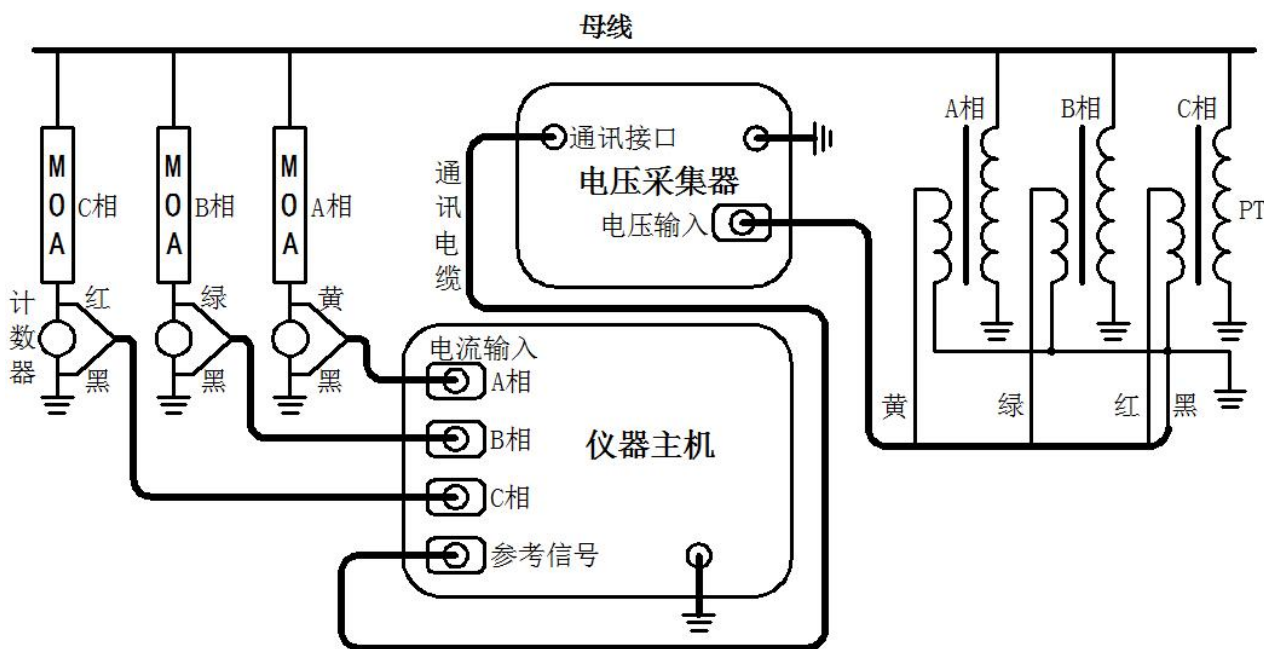 母线
A相
B相
C相
通讯接口
电压采集器
电压输入
通讯电缆
PT
MOA
C相
MOA
B相
MOA
A相
计数器
红
绿
黄
黑
黑
黑
电流输入
A相
B相
C相
参考信号
仪器主机
黄
绿
红
黑